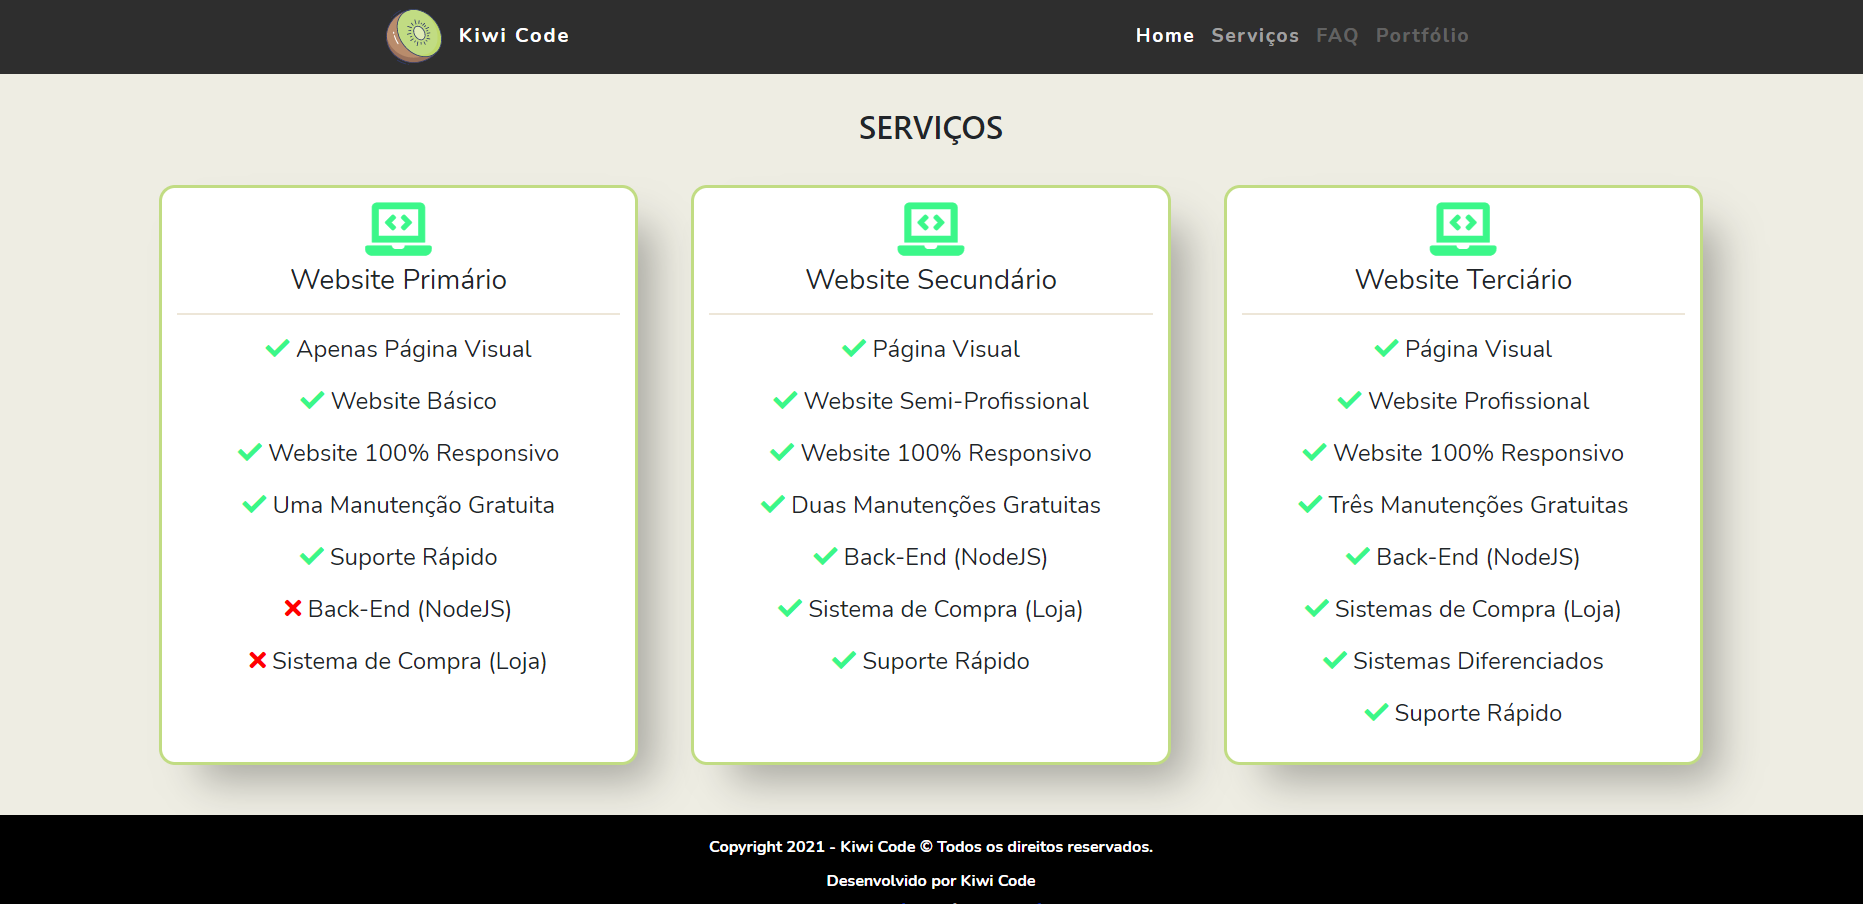 Kiwi Code
Home Serviços FAQ Portfólio
SERVIÇOS
Website Primário
Apenas Página Visual
Website Básico
Website 100% Responsivo
Uma Manutenção Gratuita
Suporte Rápido
Back-End (NodeJS)
Sistema de Compra (Loja)
Website Secundário
Página Visual
Website Semi-Profissional
Website 100% Responsivo
Duas Manutenções Gratuitas
Back-End (NodeJS)
Sistema de Compra (Loja)
Suporte Rápido
Website Terciário
Página Visual
Website Profissional
Website 100% Responsivo
Três Manutenções Gratuitas
Back-End (NodeJS)
Sistemas de Compra (Loja)
Sistemas Diferenciados
Suporte Rápido
Copyright 2021 - Kiwi Code © Todos os direitos reservados.
Desenvolvido por Kiwi Code